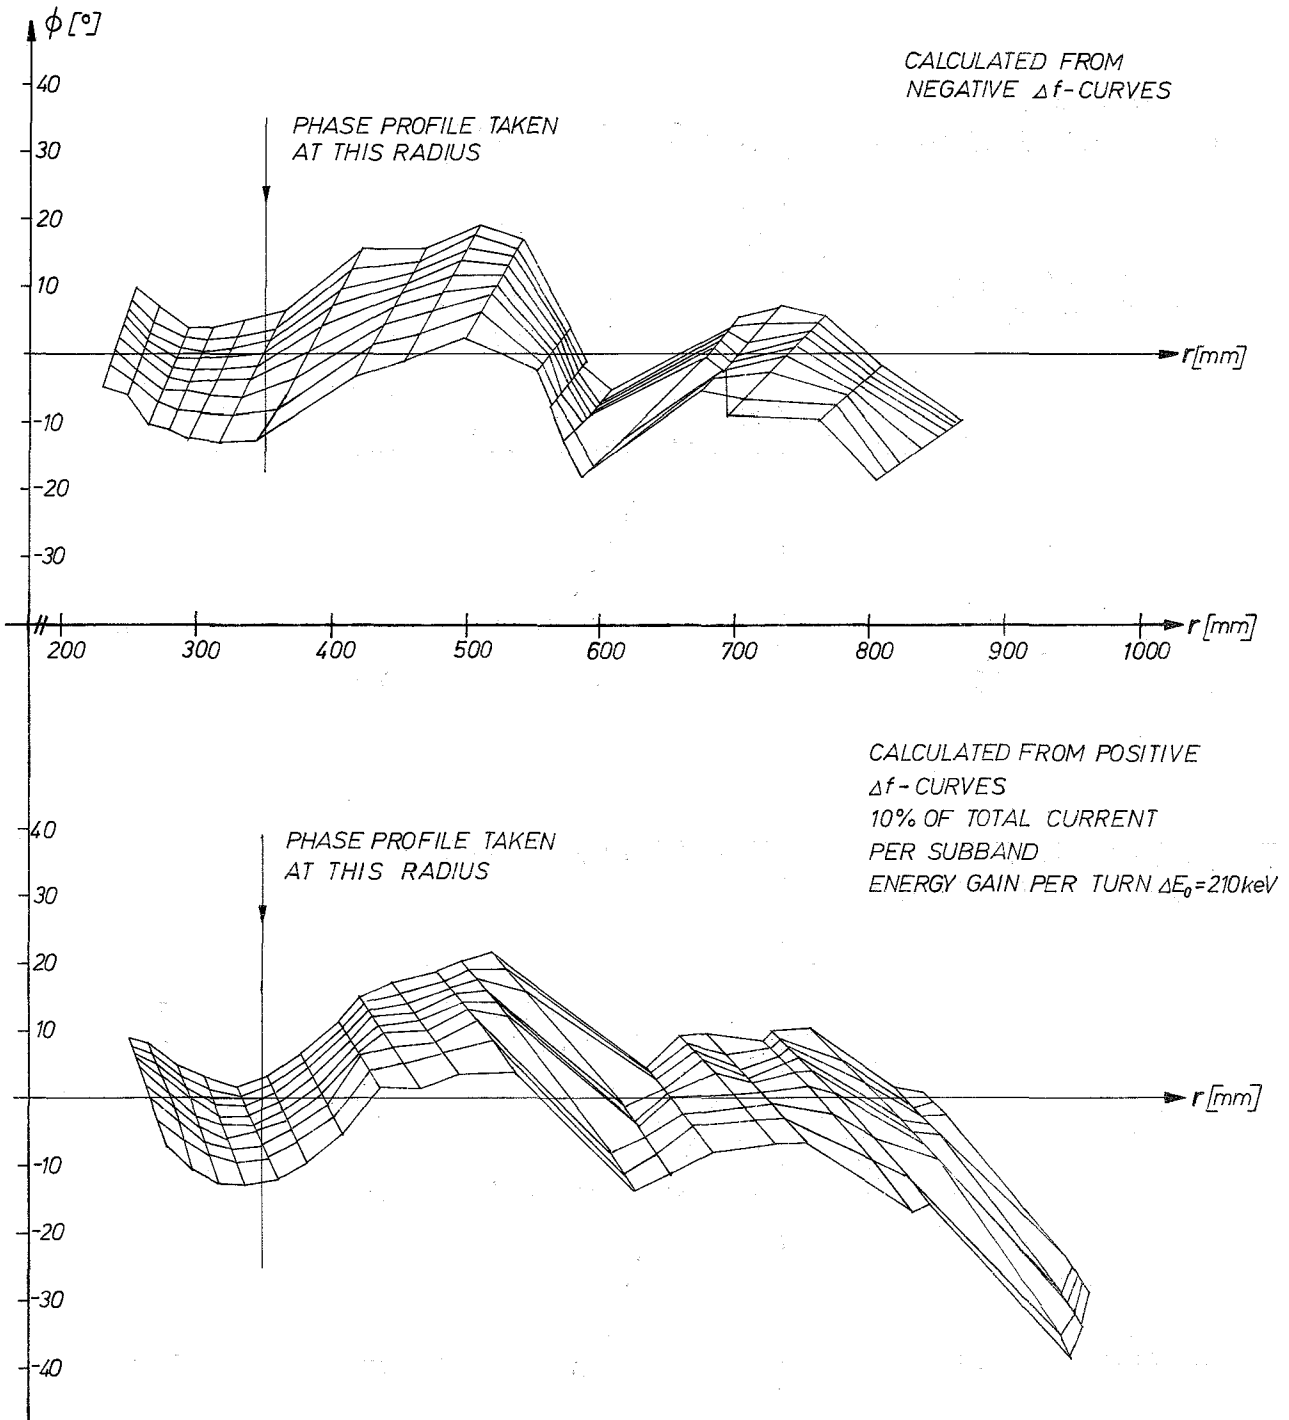 ϕ [°]
CALCULATED FROM
NEGATIVE Δf-CURVES
40
PHASE PROFILE TAKEN
AT THIS RADIUS
30
20
10
r [mm]
-10
-20
-30
r [mm]
200 300 400 500 600 700 800 900 1000
CALCULATED FROM POSITIVE
Δf-CURVES
10% OF TOTAL CURRENT
PER SUBBAND
ENERGY GAIN PER TURN ΔE₀=210keV
40
PHASE PROFILE TAKEN
AT THIS RADIUS
30
20
10
r [mm]
-10
-20
-30
-40